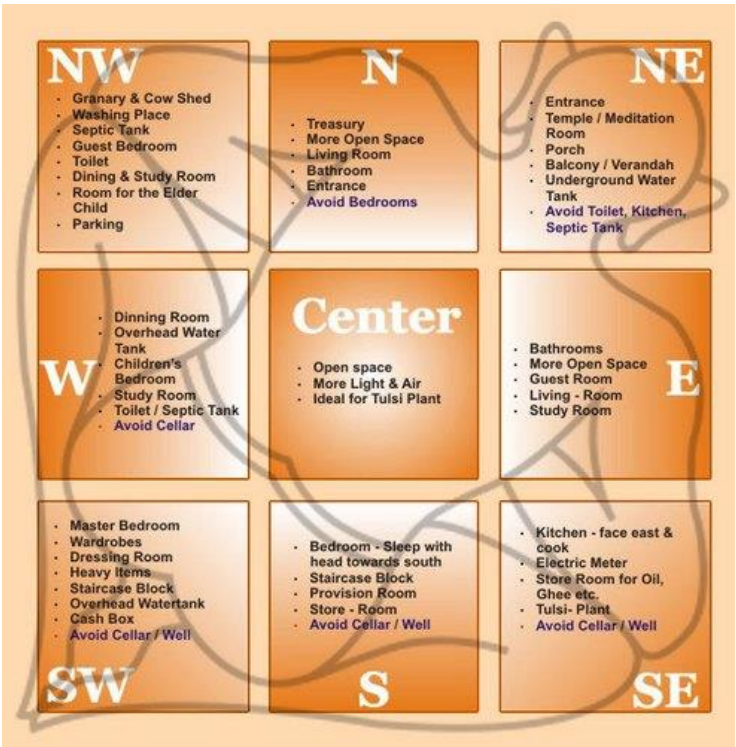 NW
Granary & Cow Shed
Washing Place
Septic Tank
Guest Bedroom
Toilet
Dining & Study Room
Room for the Elder
Child
Parking
N
Treasury
More Open Space
Living Room
Bathroom
Entrance
Avoid Bedrooms
NE
Entrance
Temple / Meditation
Room
Porch
Balcony / Verandah
Underground Water
Tank
Avoid Toilet, Kitchen,
Septic Tank
W
Dinning Room
Overhead Water
Tank
Children's
Bedroom
Study Room
Toilet / Septic Tank
Avoid Cellar
Center
Open space
More Light & Air
Ideal for Tulsi Plant
E
Bathrooms
More Open Space
Guest Room
Living - Room
Study Room
Master Bedroom
Wardrobes
Dressing Room
Heavy Items
Staircase Block
Overhead Watertank
Cash Box
Avoid Cellar / Well
SW
Bedroom - Sleep with
head towards south
Staircase Block
Provision Room
Store - Room
Avoid Cellar / Well
S
Kitchen - face east &
cook
Electric Meter
Store Room for Oil,
Ghee etc.
Tulsi- Plant
Avoid Cellar / Well
SE